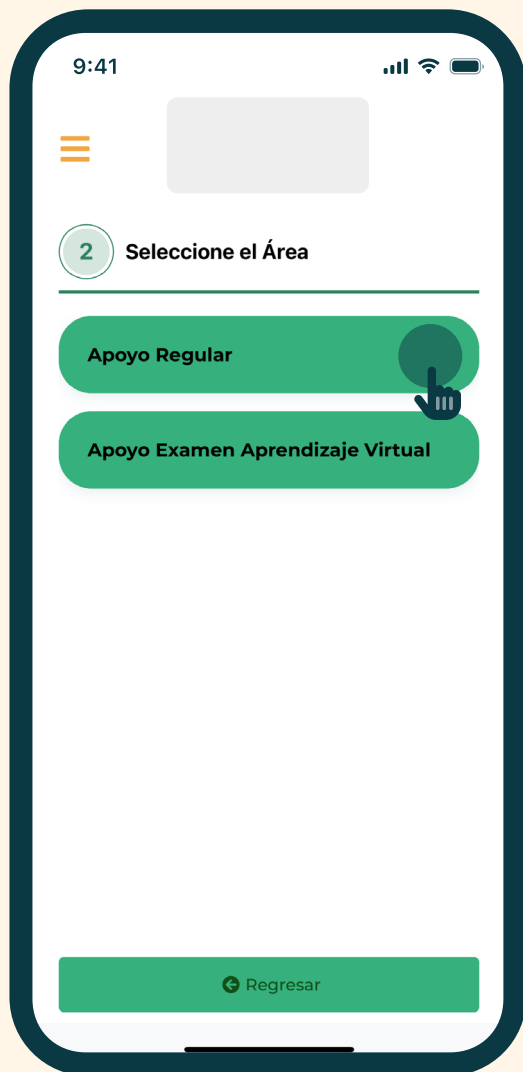 9:41
2 Seleccione el Área
Apoyo Regular
Apoyo Examen Aprendizaje Virtual
Regresar